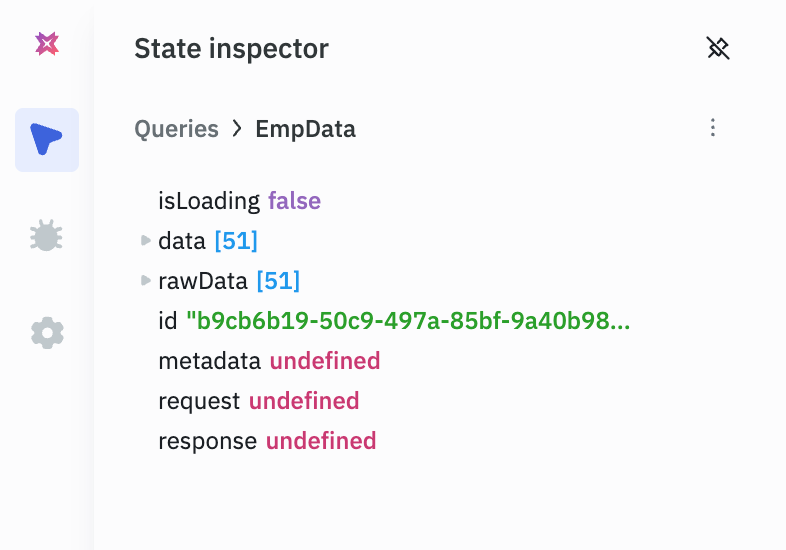 State inspector
Queries > EmpData
isLoading false
data [51]
rawData [51]
id "b9cb6b19-50c9-497a-85bf-9a40b98...
metadata undefined
request undefined
response undefined